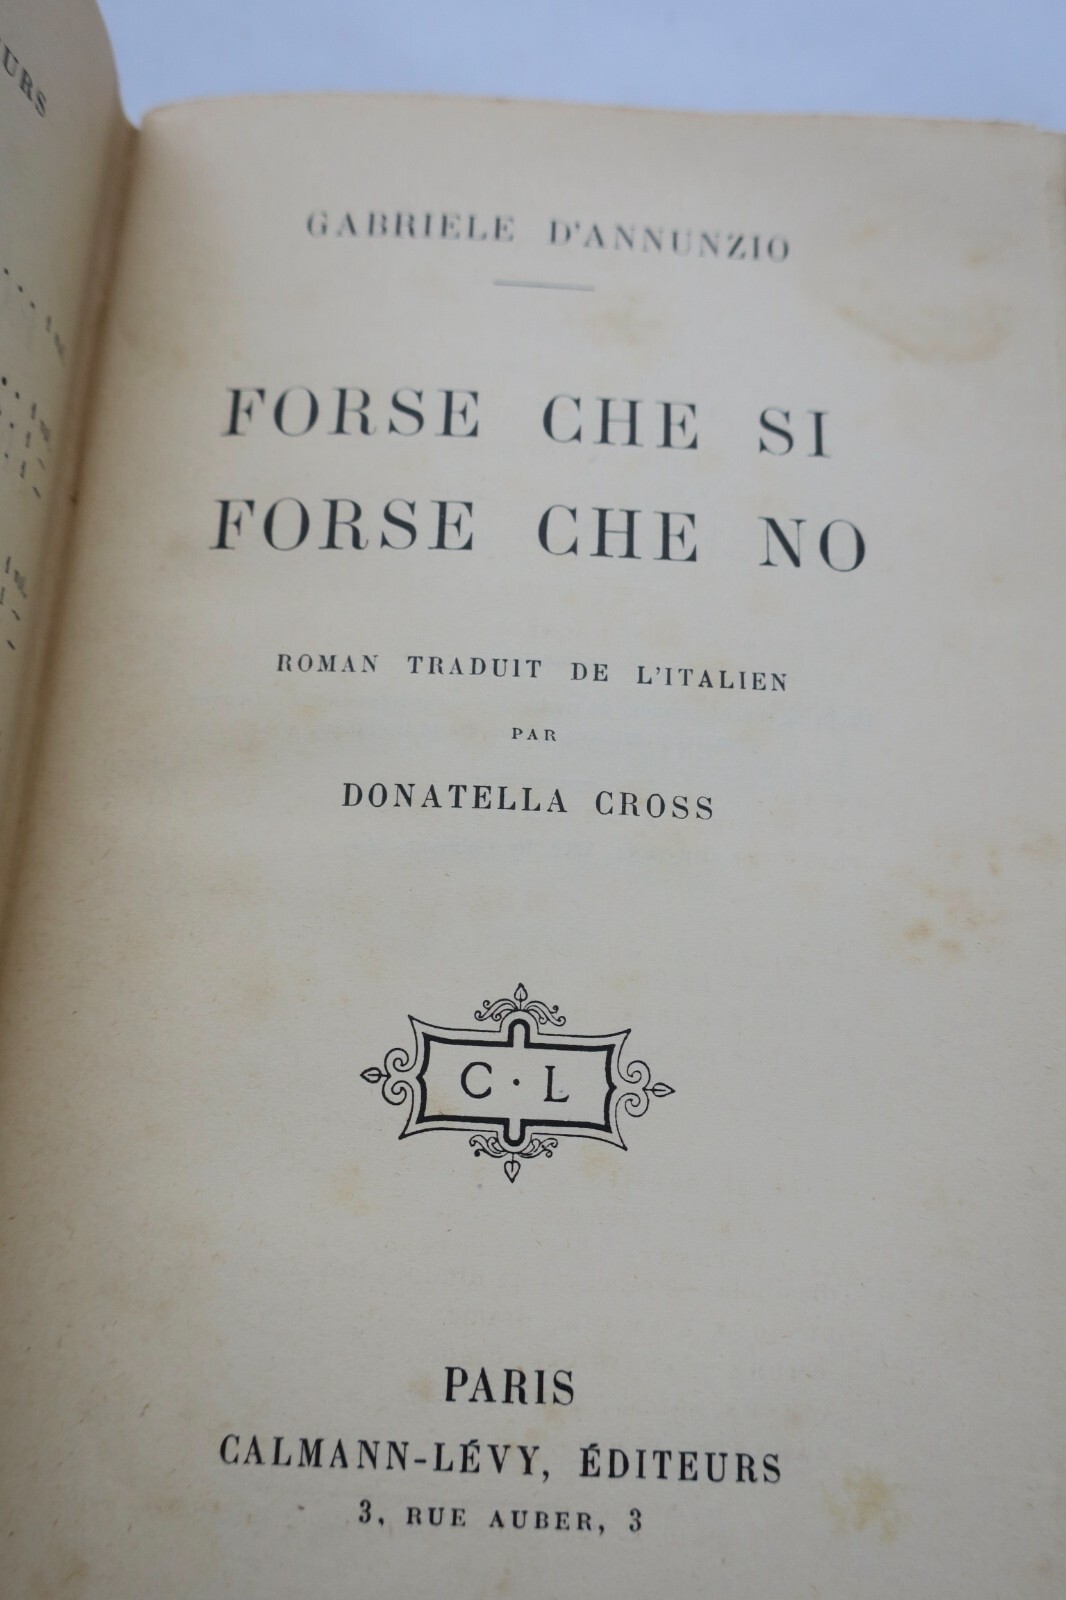 URS
GABRIELE D'ANNUNZIO
FORSE CHE SI
FORSE CHE NO
ROMAN TRADUIT DE L'ITALIEN
PAR
DONATELLA CROSS
C · L
PARIS
CALMANN-LÉVY, ÉDITEURS
3, RUE AUBER, 3